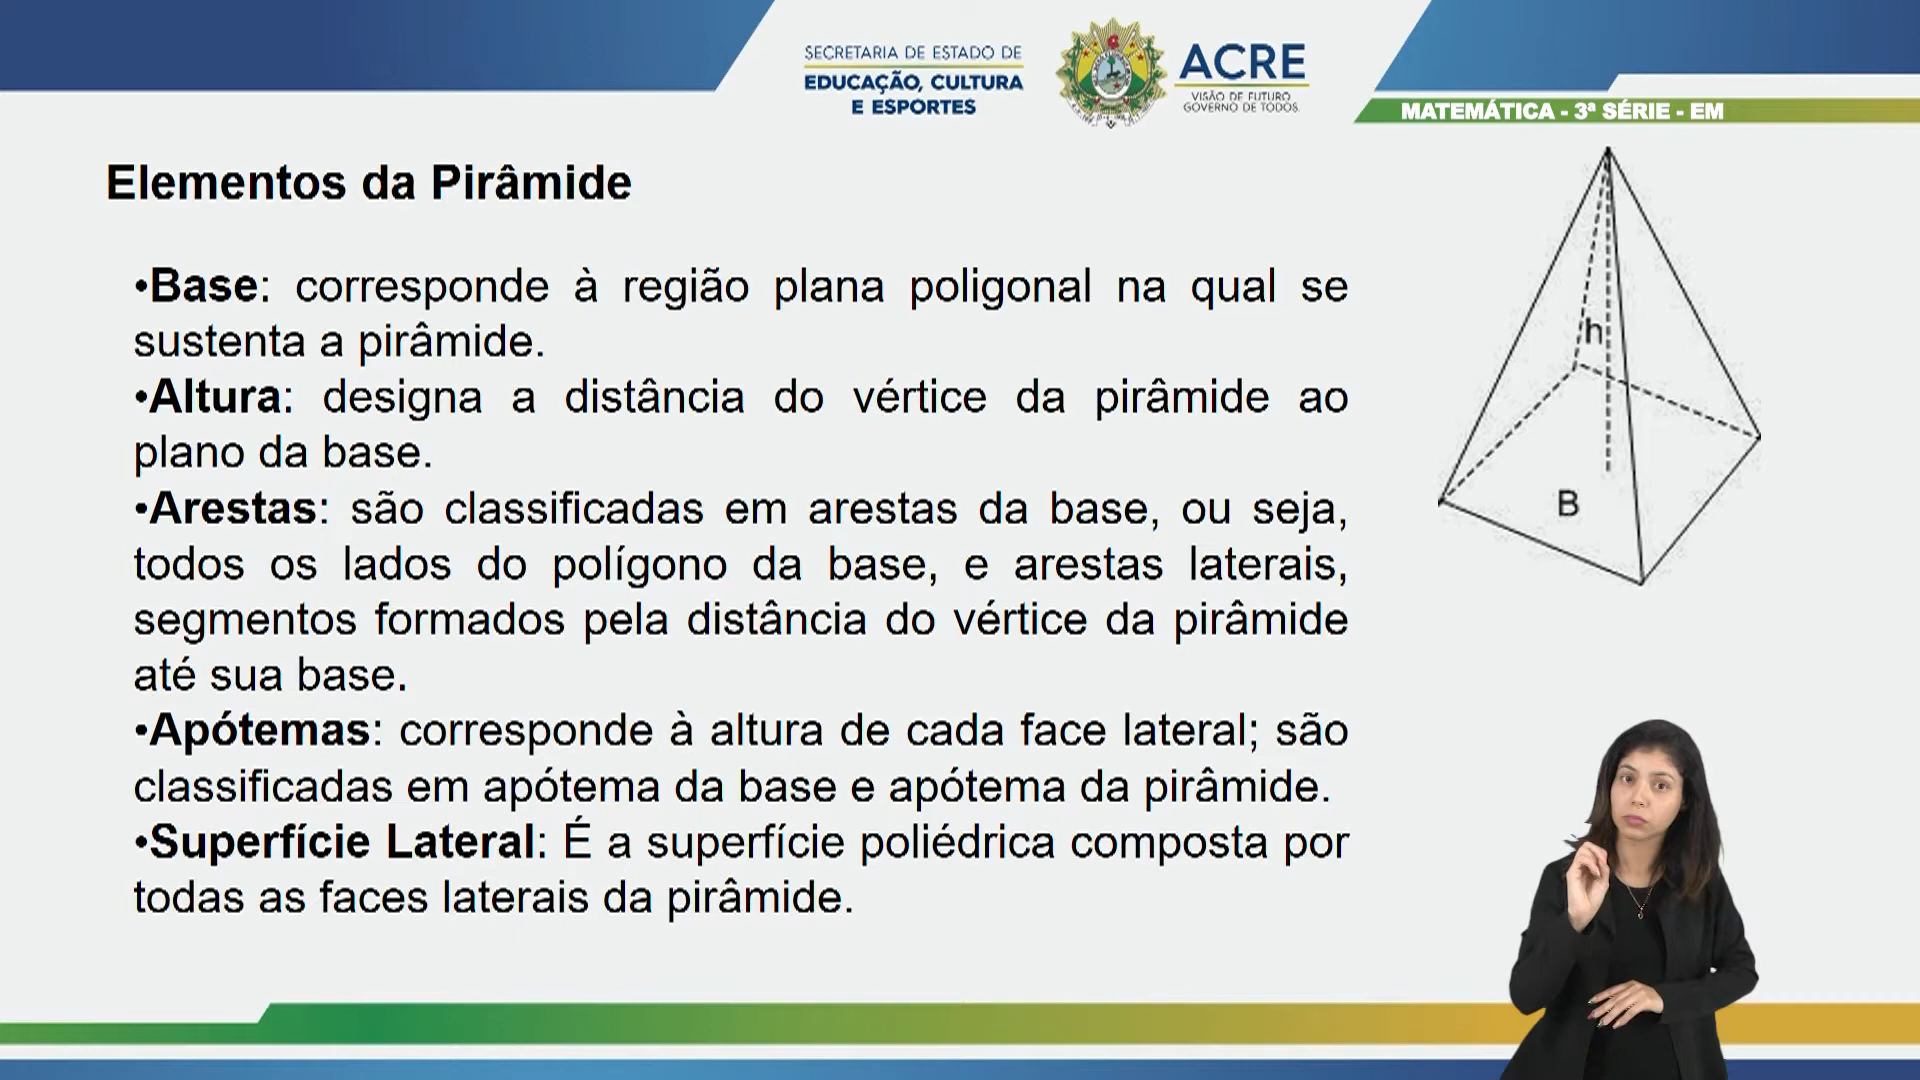 SECRETARIA DE ESTADO DE
EDUCAÇÃO, CULTURA
E ESPORTES
ACRE
VISÃO DE FUTURO.
GOVERNO DE TODOS.
MATEMÁTICA - 3ª SÉRIE - EM
Elementos da Pirâmide
•Base: corresponde à região plana poligonal na qual se
sustenta a pirâmide.
•Altura: designa a distância do vértice da pirâmide ao
plano da base.
•Arestas: são classificadas em arestas da base, ou seja,
todos os lados do polígono da base, e arestas laterais,
segmentos formados pela distância do vértice da pirâmide
até sua base.
•Apótemas: corresponde à altura de cada face lateral; são
classificadas em apótema da base e apótema da pirâmide.
•Superfície Lateral: É a superfície poliédrica composta por
todas as faces laterais da pirâmide.
h
B